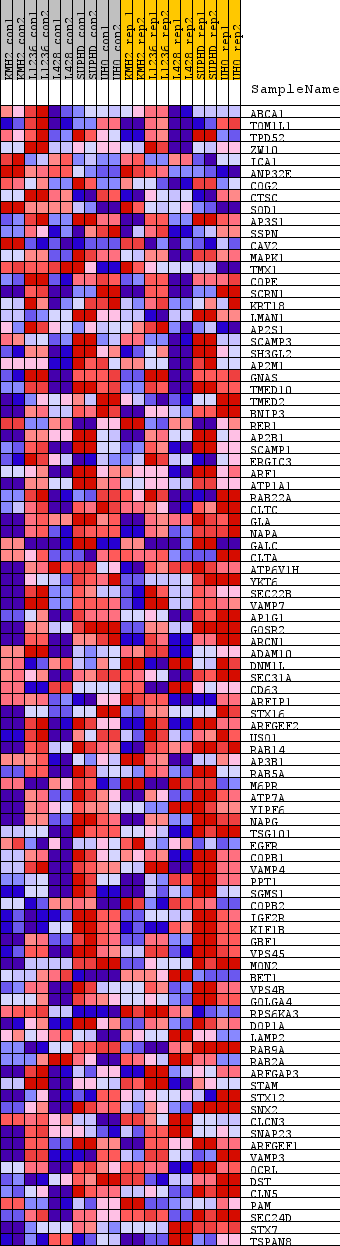 KMH2_con1
KMH2_con2
L1236_con1
L1236_con2
L428_con1
L428_con2
SUPHD_con1
SUPHD_con2
UHO_con1
UHO_con2
KMH2_rep1
KMH2_rep2
L1236_rep1
L1236_rep2
L428_rep1
L428_rep2
SUPHD_rep1
SUPHD_rep2
UHO_rep1
UHO_rep2
SampleName
ABCA1
TOM1L1
TPD52
ZW10
ICA1
ANP32E
COG2
CTSC
SOD1
AP3S1
SSPN
CAV2
MAPK1
TMX1
COPE
SCRN1
KRT18
LMAN1
AP2S1
SCAMP3
SH3GL2
AP2M1
GNAS
TMED10
TMED2
BNIP3
RER1
AP2B1
SCAMP1
ERGIC3
ARF1
ATP1A1
RAB22A
CLTC
GLA
NAPA
GALC
CLTA
ATP6V1H
YKT6
SEC22B
VAMP7
AP1G1
GOSR2
ARCN1
ADAM10
DNM1L
SEC31A
CD63
ARFIP1
STX16
ARFGEF2
USO1
RAB14
AP3B1
RAB5A
M6PR
ATP7A
YIPF6
NAPG
TSG101
EGFR
COPB1
VAMP4
PPT1
SGMS1
COPB2
IGF2R
KIF1B
GBF1
VPS45
MON2
BET1
VPS4B
GOLGA4
RPS6KA3
DOP1A
LAMP2
RAB9A
RAB2A
ARFGAP3
STAM
STX12
SNX2
CLCN3
SNAP23
ARFGEF1
VAMP3
OCRL
DST
CLN5
PAM
SEC24D
STX7
TSPAN8